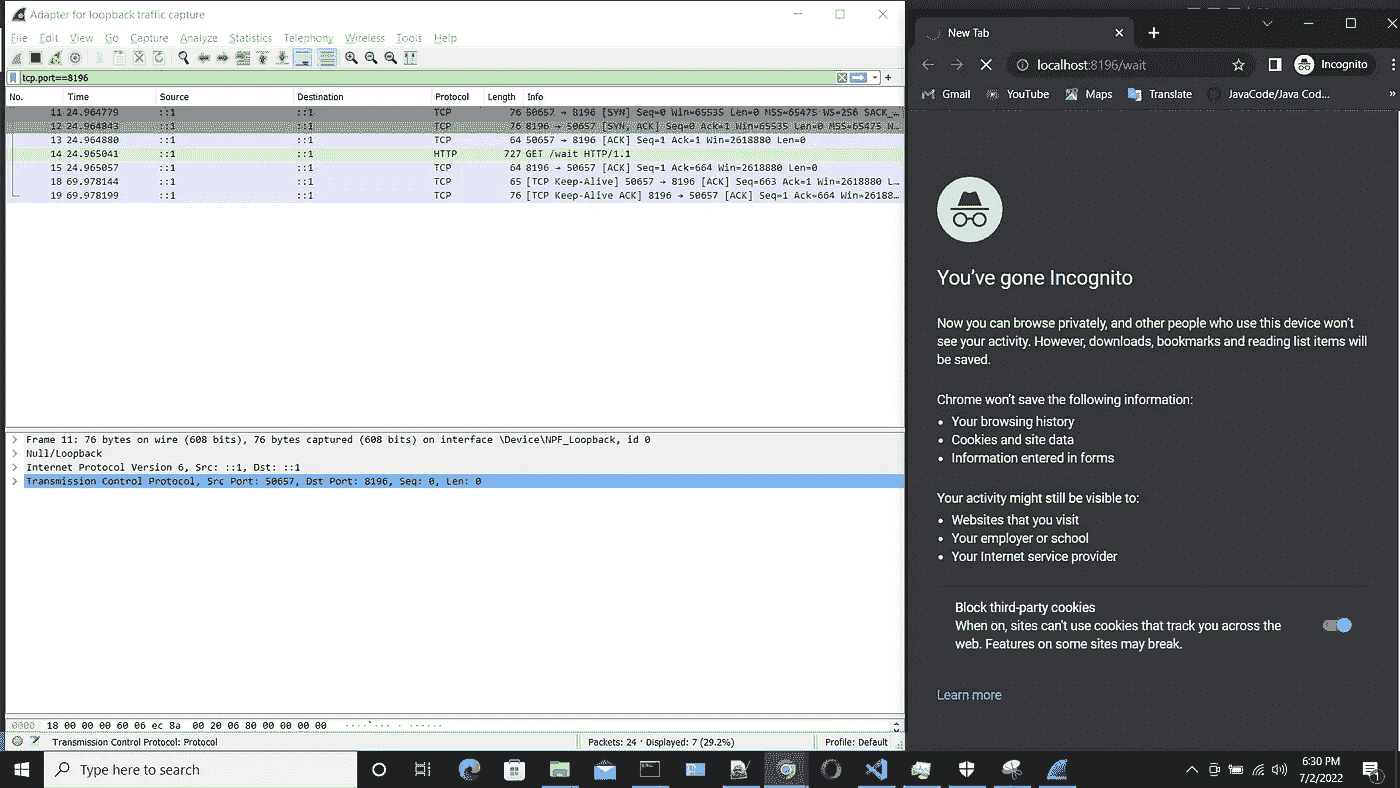 Adapter for loopback traffic capture
File Edit View Go Capture Analyze Statistics Telephony Wireless Tools Help
tcp.port==8196
No. Time Source Destination Protocol Length Info
11 24.964779 ::1 ::1 TCP 76 50657 → 8196 [SYN] Seq=0 Win=65535 Len=0 MSS=65475 WS=256 SACK_…
12 24.964843 ::1 ::1 TCP 76 8196 → 50657 [SYN, ACK] Seq=0 Ack=1 Win=65535 Len=0 MSS=65475 W…
13 24.964880 ::1 ::1 TCP 64 50657 → 8196 [ACK] Seq=1 Ack=1 Win=2618880 Len=0
14 24.965041 ::1 ::1 HTTP 727 GET /wait HTTP/1.1
15 24.965057 ::1 ::1 TCP 64 8196 → 50657 [ACK] Seq=1 Ack=664 Win=2618880 Len=0
18 69.978144 ::1 ::1 TCP 65 [TCP Keep-Alive] 50657 → 8196 [ACK] Seq=663 Ack=1 Win=2618880 L…
19 69.978199 ::1 ::1 TCP 76 [TCP Keep-Alive ACK] 8196 → 50657 [ACK] Seq=1 Ack=664 Win=26188…
Frame 11: 76 bytes on wire (608 bits), 76 bytes captured (608 bits) on interface \Device\NPF_Loopback, id 0
Null/Loopback
Internet Protocol Version 6, Src: ::1, Dst: ::1
Transmission Control Protocol, Src Port: 50657, Dst Port: 8196, Seq: 0, Len: 0
0000 18 00 00 00 60 06 ec 8a 00 20 06 80 00 00 00 00 ····`··· · ······
Transmission Control Protocol: Protocol
Packets: 24 · Displayed: 7 (29.2%)
Profile: Default
New Tab
localhost:8196/wait
Incognito
Gmail YouTube Maps Translate JavaCode/Java Cod... »
You've gone Incognito
Now you can browse privately, and other people who use this device won't
see your activity. However, downloads, bookmarks and reading list items will
be saved.
Chrome won't save the following information:
• Your browsing history
• Cookies and site data
• Information entered in forms
Your activity might still be visible to:
• Websites that you visit
• Your employer or school
• Your Internet service provider
Block third-party cookies
When on, sites can't use cookies that track you across the
web. Features on some sites may break.
Learn more
Type here to search
6:30 PM
7/2/2022
1